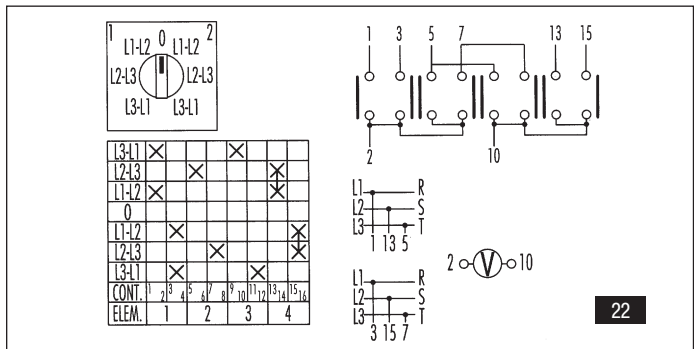 1 0 2
L1-L2 L1-L2
L2-L3 L2-L3
L3-L1 L3-L1
1 3 5 7 13 15
2 10
L3-L1
L2-L3
L1-L2
0
L1-L2
L2-L3
L3-L1
CONT. 1 2 3 4 5 6 7 8 9 10 11 12 13 14 15 16
ELEM. 1 2 3 4
L1 R
L2 S
L3 T
1 13 5
2 V 10
L1 R
L2 S
L3 T
3 15 7
22